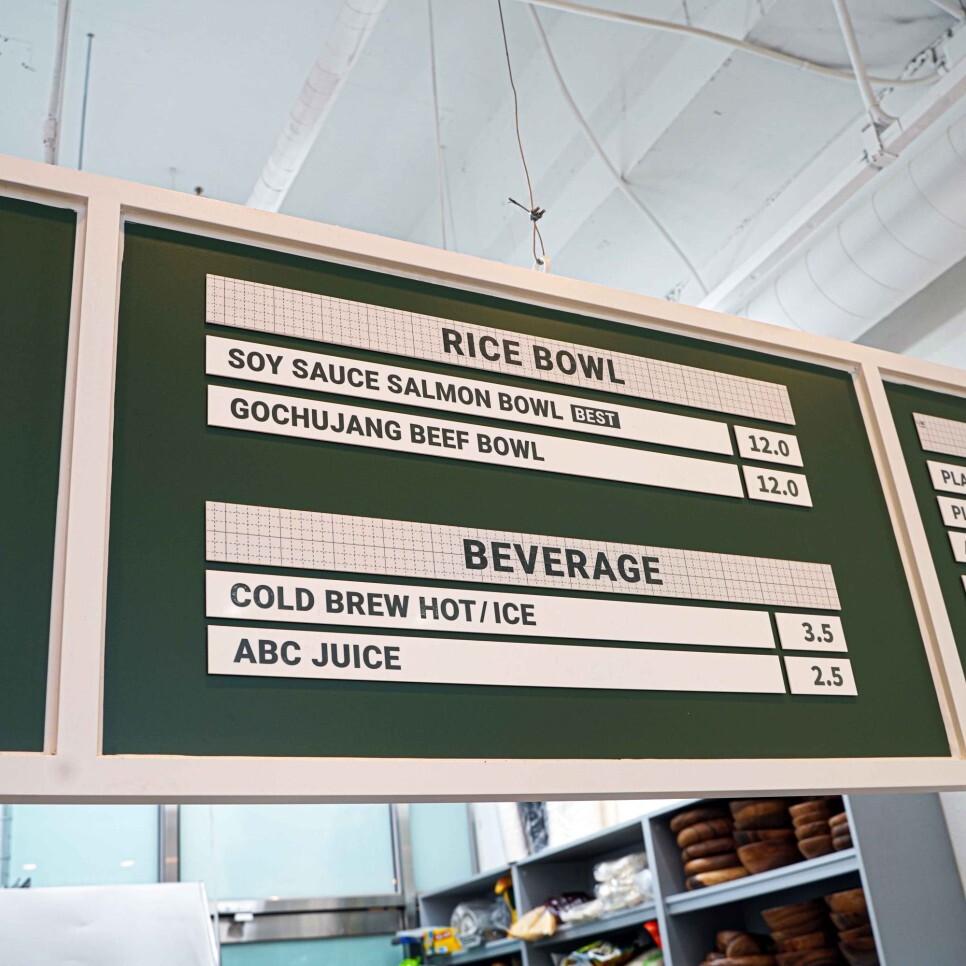 RICE BOWL
SOY SAUCE SALMON BOWL BEST 12.0
GOCHUJANG BEEF BOWL 12.0
BEVERAGE
COLD BREW HOT/ICE 3.5
ABC JUICE 2.5